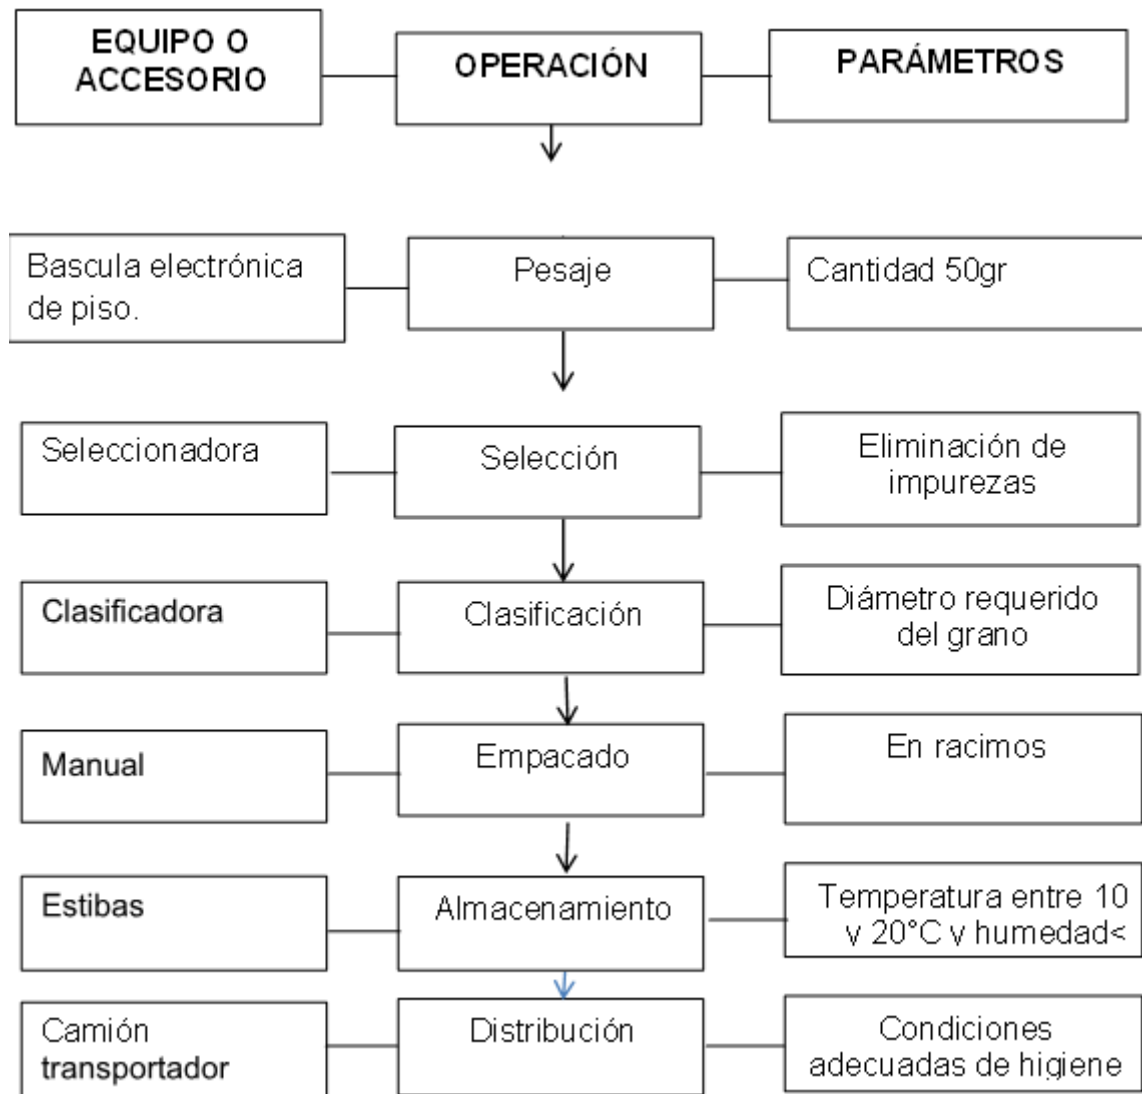 EQUIPO O
ACCESORIO
OPERACIÓN
PARÁMETROS
Bascula electrónica
de piso.
Pesaje
Cantidad 50gr
Seleccionadora
Selección
Eliminación de
impurezas
Clasificadora
Clasificación
Diámetro requerido
del grano
Manual
Empacado
En racimos
Estibas
Almacenamiento
Temperatura entre 10
y 20°C y humedad<
Camión
transportador
Distribución
Condiciones
adecuadas de higiene